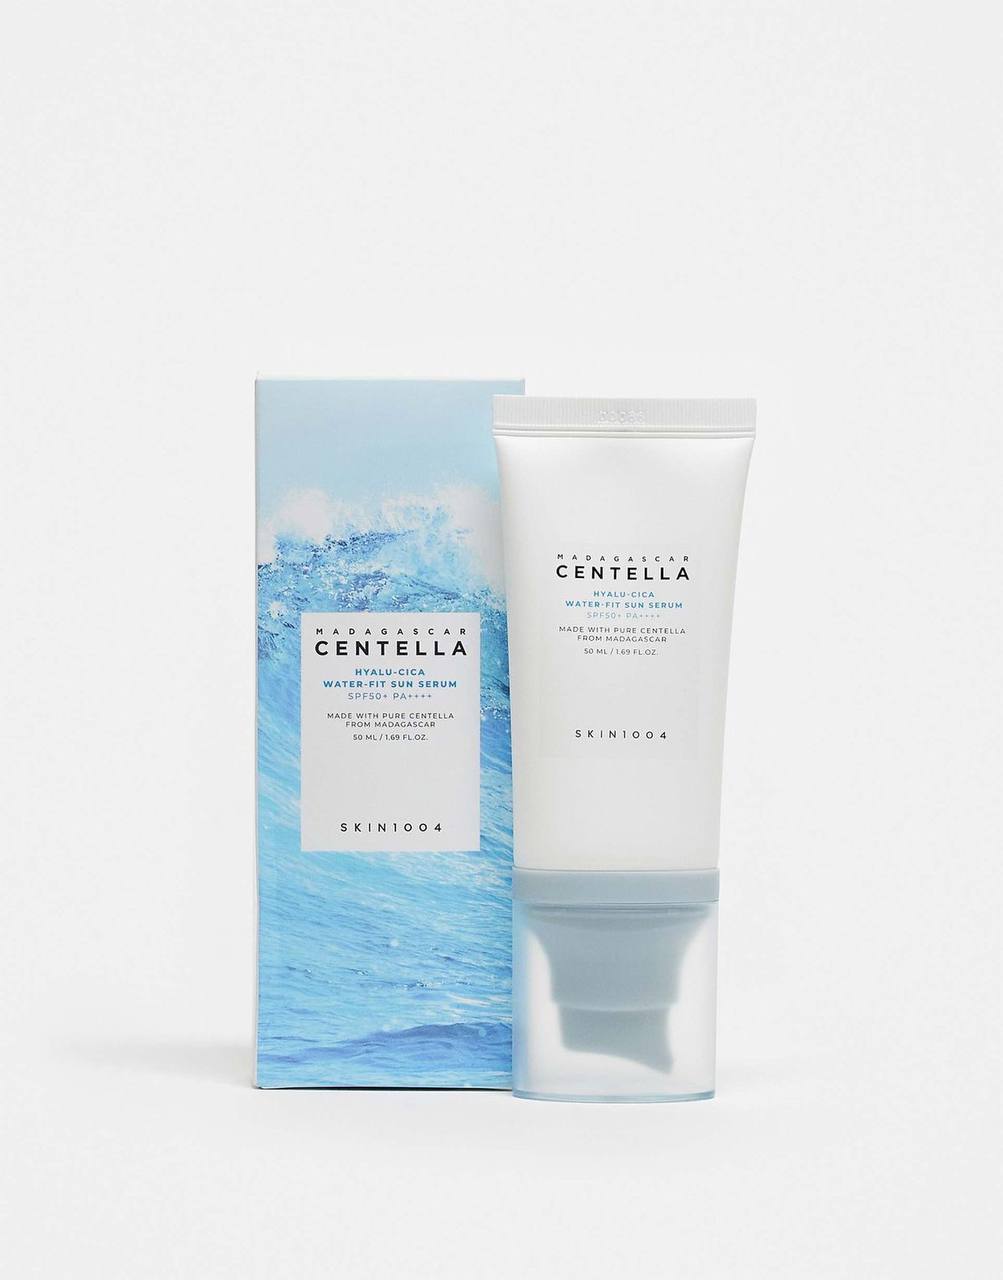 MADAGASCAR
CENTELLA
HYALU-CICA
WATER-FIT SUN SERUM
SPF50+ PA++++
MADE WITH PURE CENTELLA
FROM MADAGASCAR
50 ML / 1.69 FL.OZ.
SKIN1004
MADAGASCAR
CENTELLA
HYALU-CICA
WATER-FIT SUN SERUM
SPF50+ PA++++
MADE WITH PURE CENTELLA
FROM MADAGASCAR
50 ML / 1.69 FL.OZ.
SKIN1004